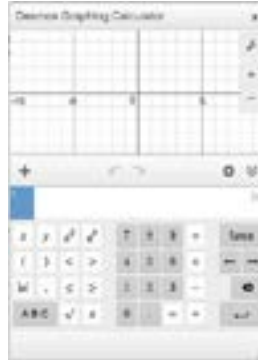 Desmos Graphing Calculator
-10 -5 0 5
x y a² aᵇ 7 8 9 ÷ funcs
( ) < > 4 5 6 × ← →
|a| , ≤ ≥ 1 2 3 −
A B C √ π 0 . = +